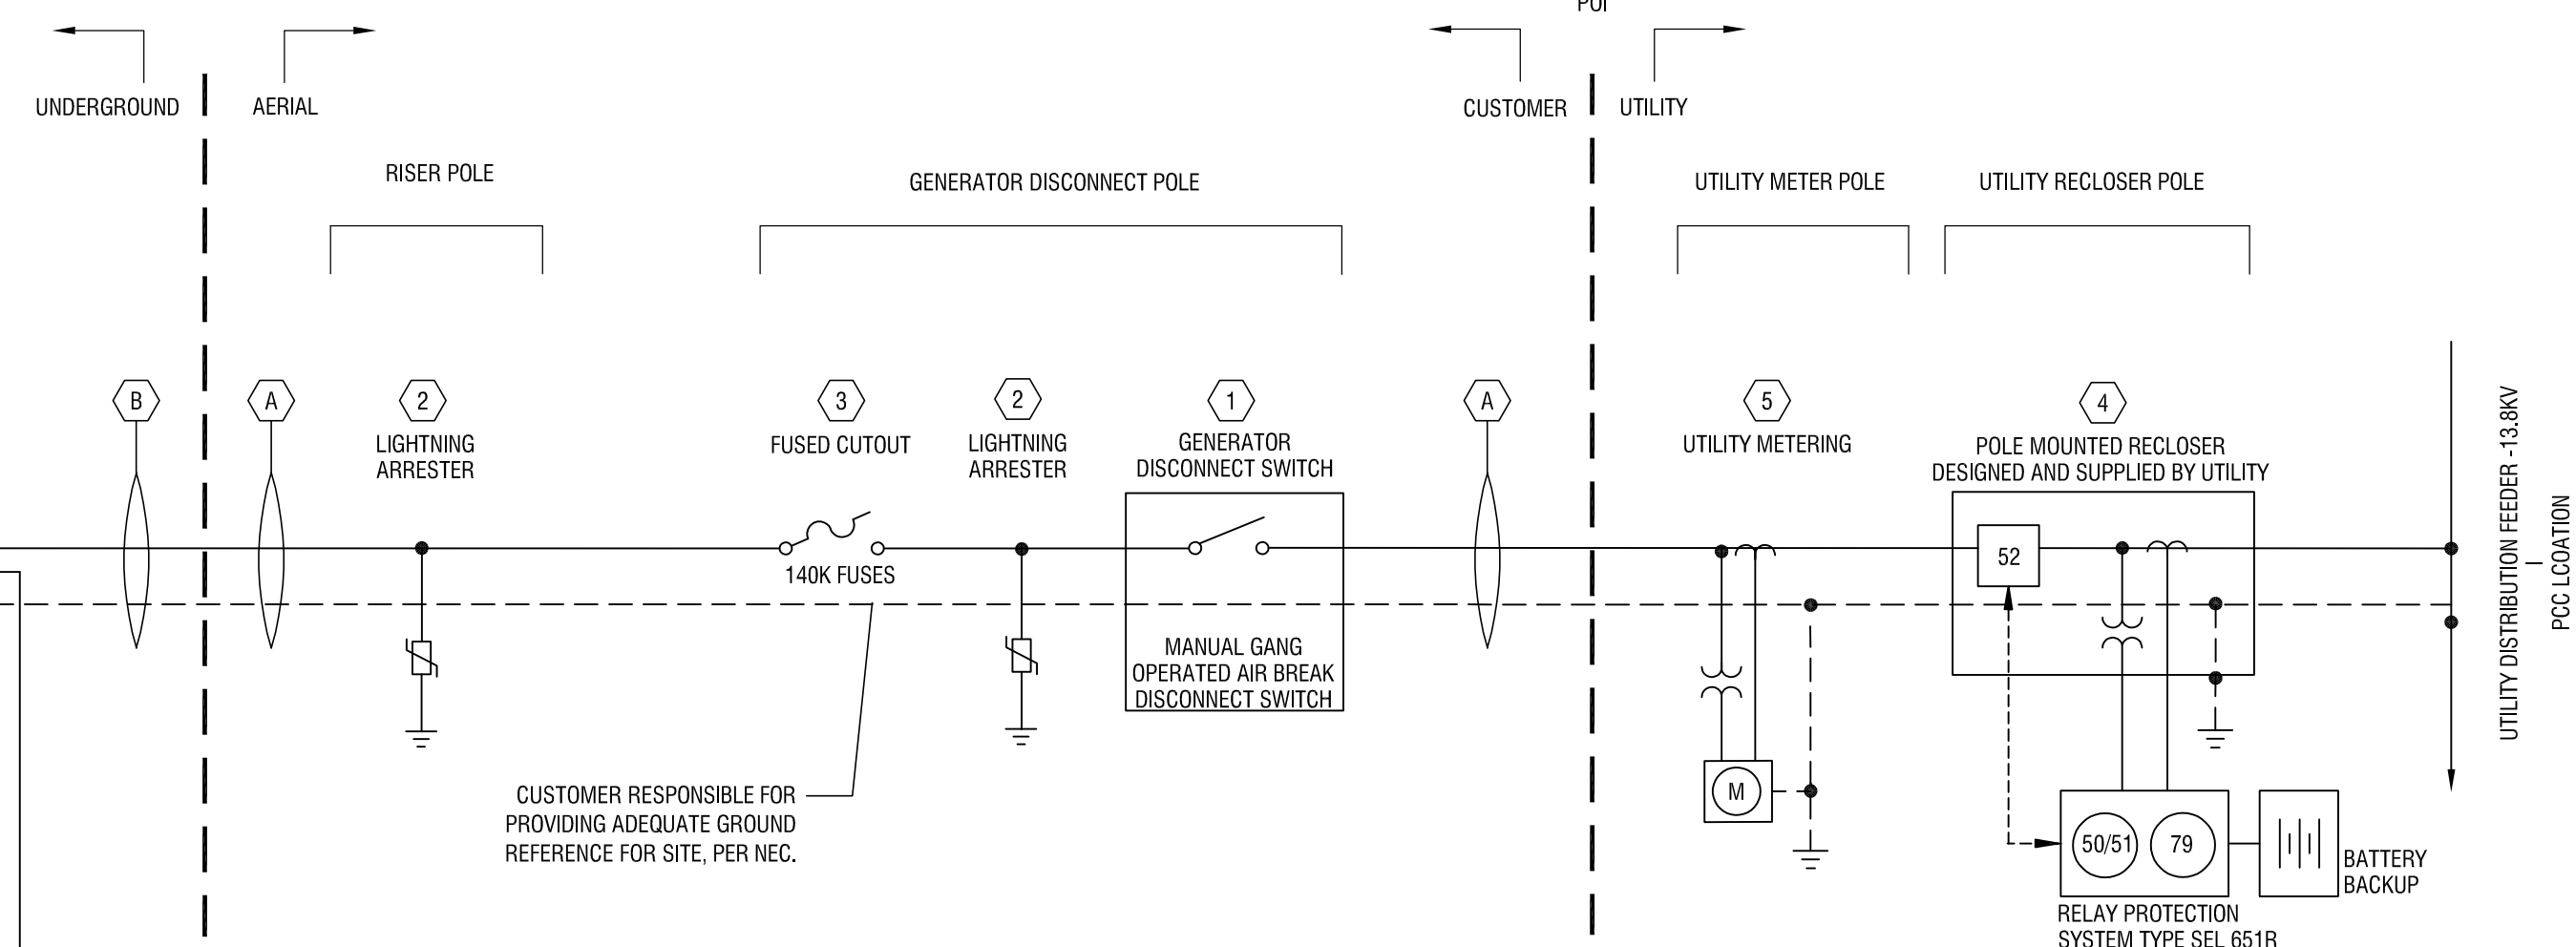 POI
UNDERGROUND
AERIAL
CUSTOMER
UTILITY
RISER POLE
GENERATOR DISCONNECT POLE
UTILITY METER POLE
UTILITY RECLOSER POLE
B
A
2
LIGHTNING
ARRESTER
3
FUSED CUTOUT
140K FUSES
2
LIGHTNING
ARRESTER
1
GENERATOR
DISCONNECT SWITCH
MANUAL GANG
OPERATED AIR BREAK
DISCONNECT SWITCH
A
5
UTILITY METERING
4
POLE MOUNTED RECLOSER
DESIGNED AND SUPPLIED BY UTILITY
52
UTILITY DISTRIBUTION FEEDER -13.8KV
PCC LCOATION
CUSTOMER RESPONSIBLE FOR
PROVIDING ADEQUATE GROUND
REFERENCE FOR SITE, PER NEC.
M
50/51
79
BATTERY
BACKUP
RELAY PROTECTION
SYSTEM TYPE SEL 651R